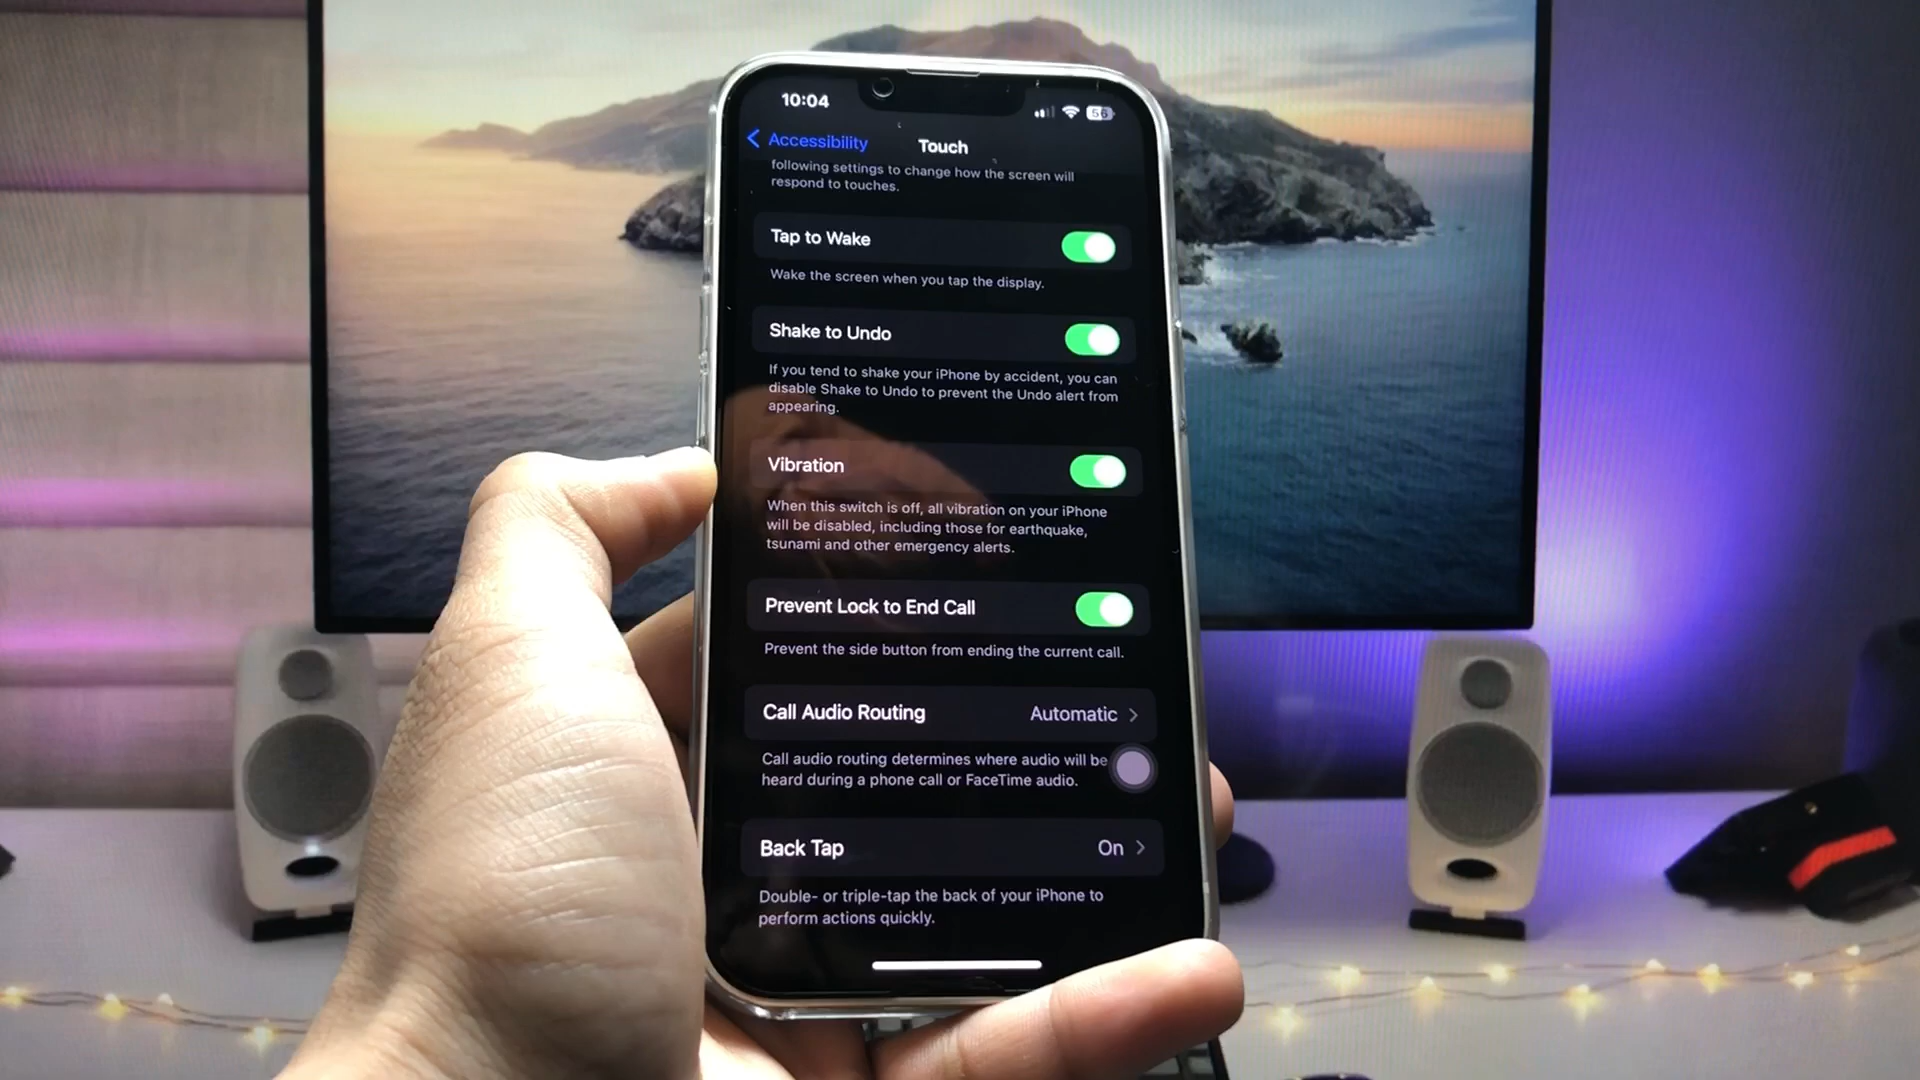 10:04
56
Accessibility
Touch
following settings to change how the screen will
respond to touches.
Tap to Wake
Wake the screen when you tap the display.
Shake to Undo
If you tend to shake your iPhone by accident, you can
disable Shake to Undo to prevent the Undo alert from
appearing.
Vibration
When this switch is off, all vibration on your iPhone
will be disabled, including those for earthquake,
tsunami and other emergency alerts.
Prevent Lock to End Call
Prevent the side button from ending the current call.
Call Audio Routing
Automatic
Call audio routing determines where audio will be
heard during a phone call or FaceTime audio.
Back Tap
On
Double- or triple-tap the back of your iPhone to
perform actions quickly.